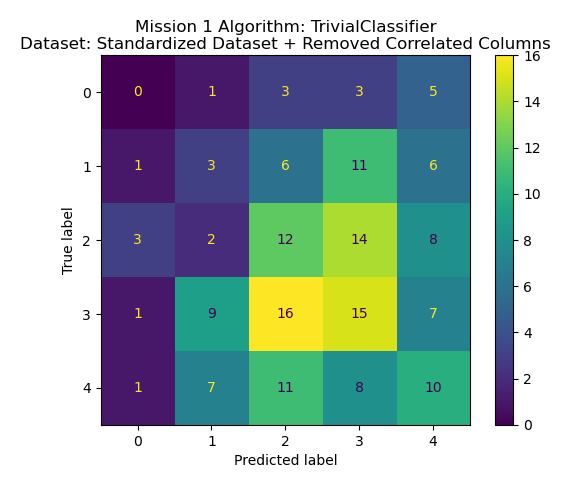 Mission 1 Algorithm: TrivialClassifier
Dataset: Standardized Dataset + Removed Correlated Columns
0 0 1 3 3 5
1 1 3 6 11 6
2 3 2 12 14 8
3 1 9 16 15 7
4 1 7 11 8 10
0 1 2 3 4
True label
Predicted label
16
14
12
10
8
6
4
2
0